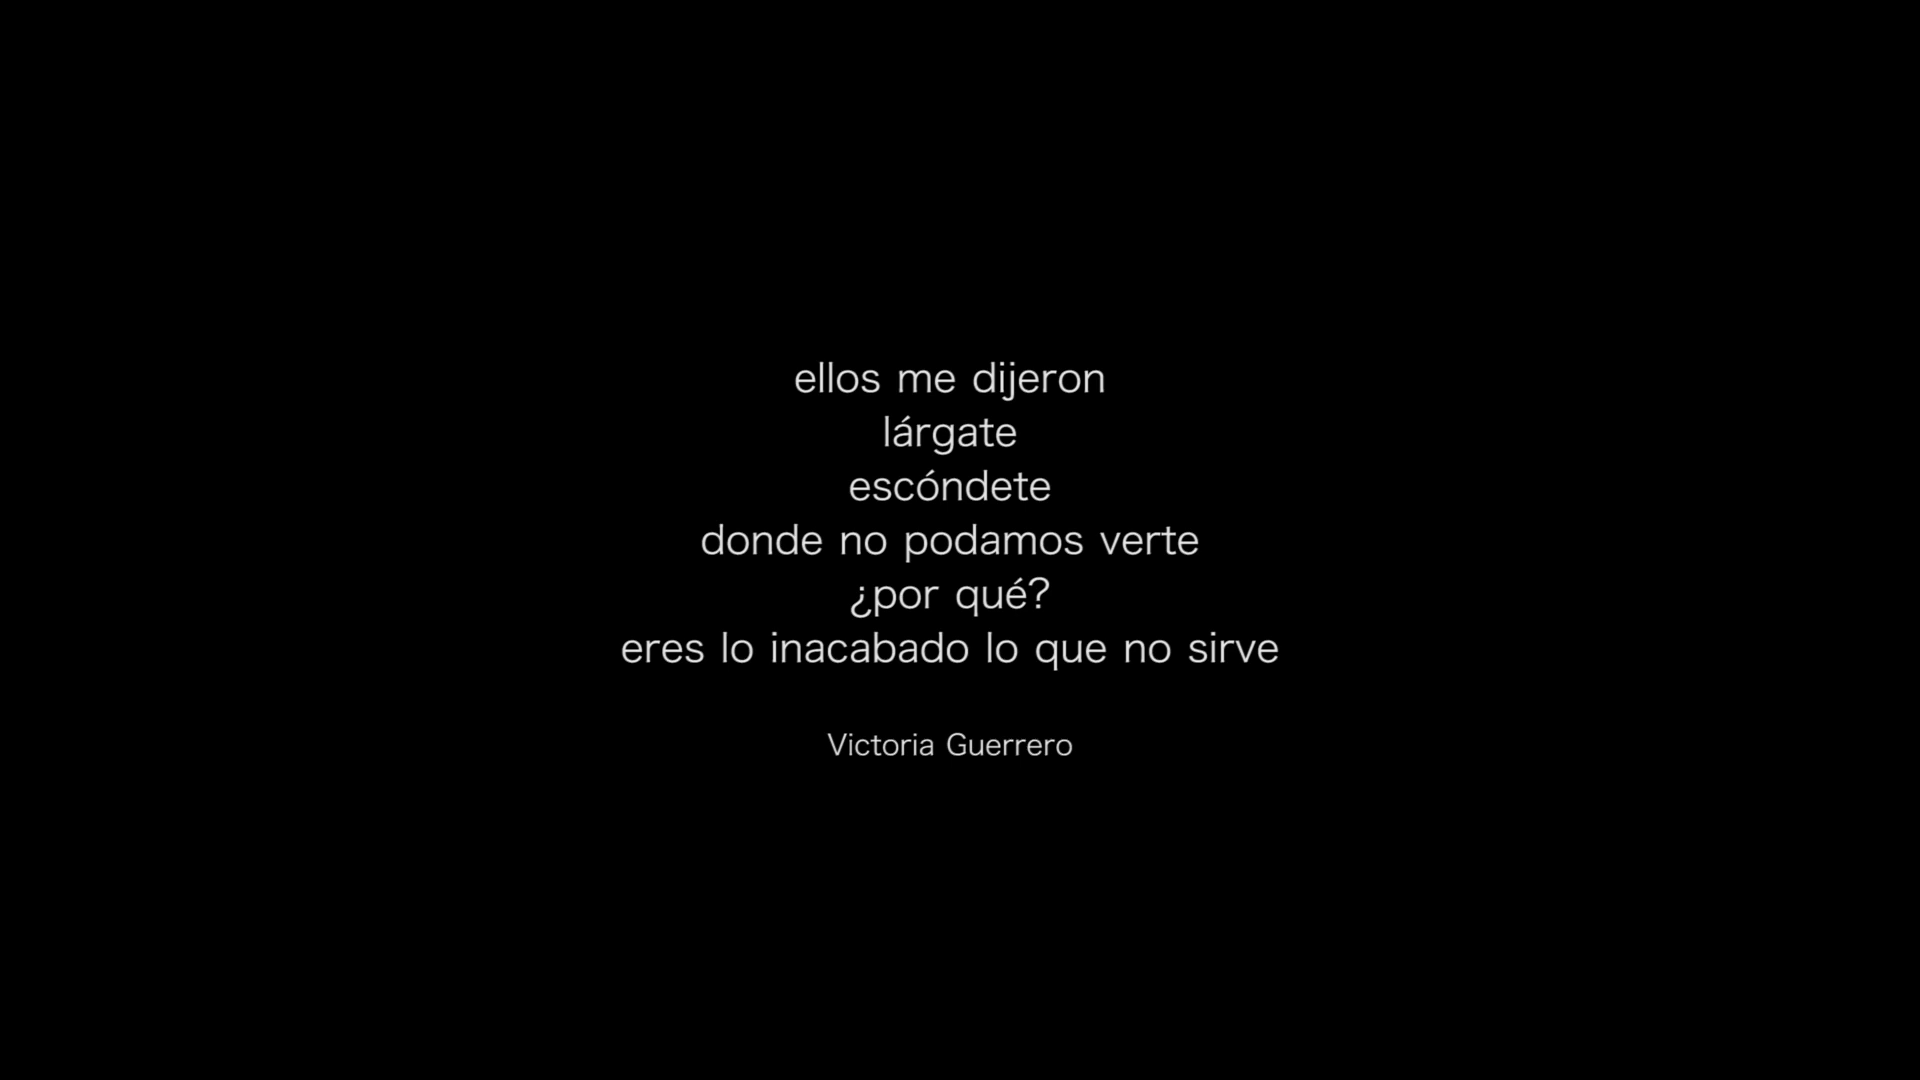 ellos me dijeron
lárgate
escóndete
donde no podamos verte
¿por qué?
eres lo inacabado lo que no sirve
Victoria Guerrero